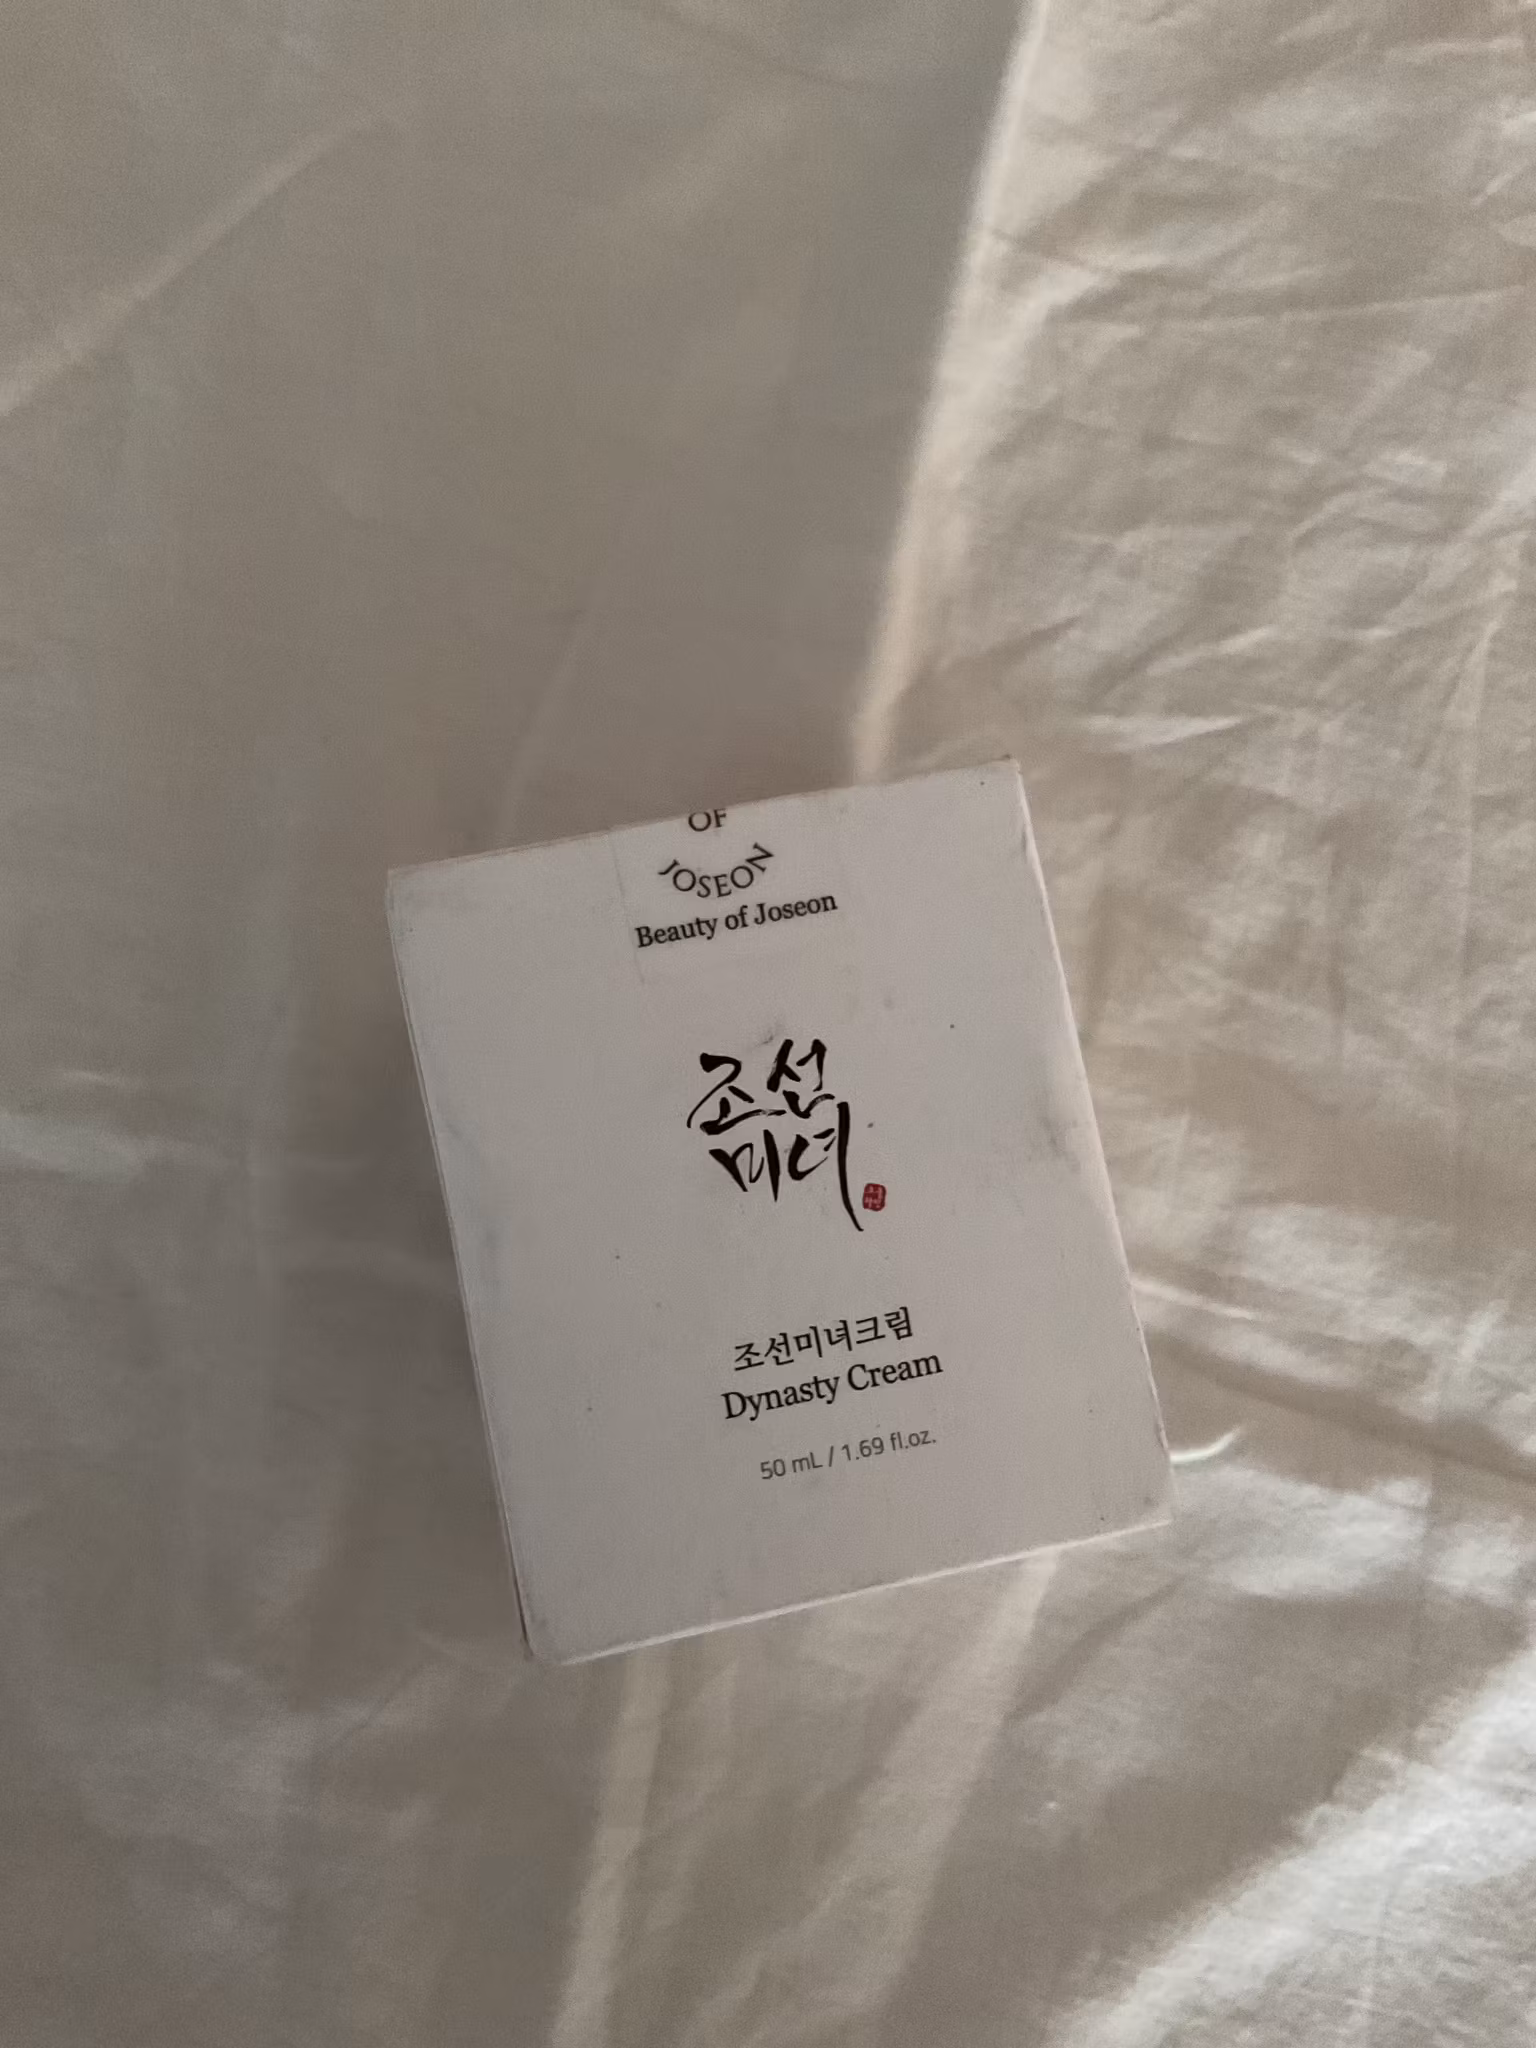 OF
JOSEON
Beauty of Joseon
조선
미녀
조선미녀크림
Dynasty Cream
50 mL / 1.69 fl.oz.